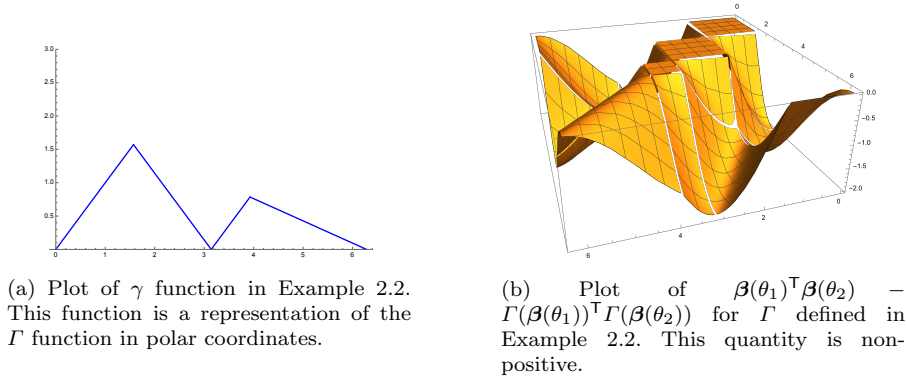 3.0
2.5
2.0
1.5
1.0
0.5
0 1 2 3 4 5 6
0
2
4
6
0.0
-0.5
-1.0
-1.5
-2.0
0
2
4
6
(a) Plot of γ function in Example 2.2.
This function is a representation of the
Γ function in polar coordinates.
(b) Plot of β(θ₁)ᵀβ(θ₂) −
Γ(β(θ₁))ᵀΓ(β(θ₂)) for Γ defined in
Example 2.2. This quantity is non-
positive.